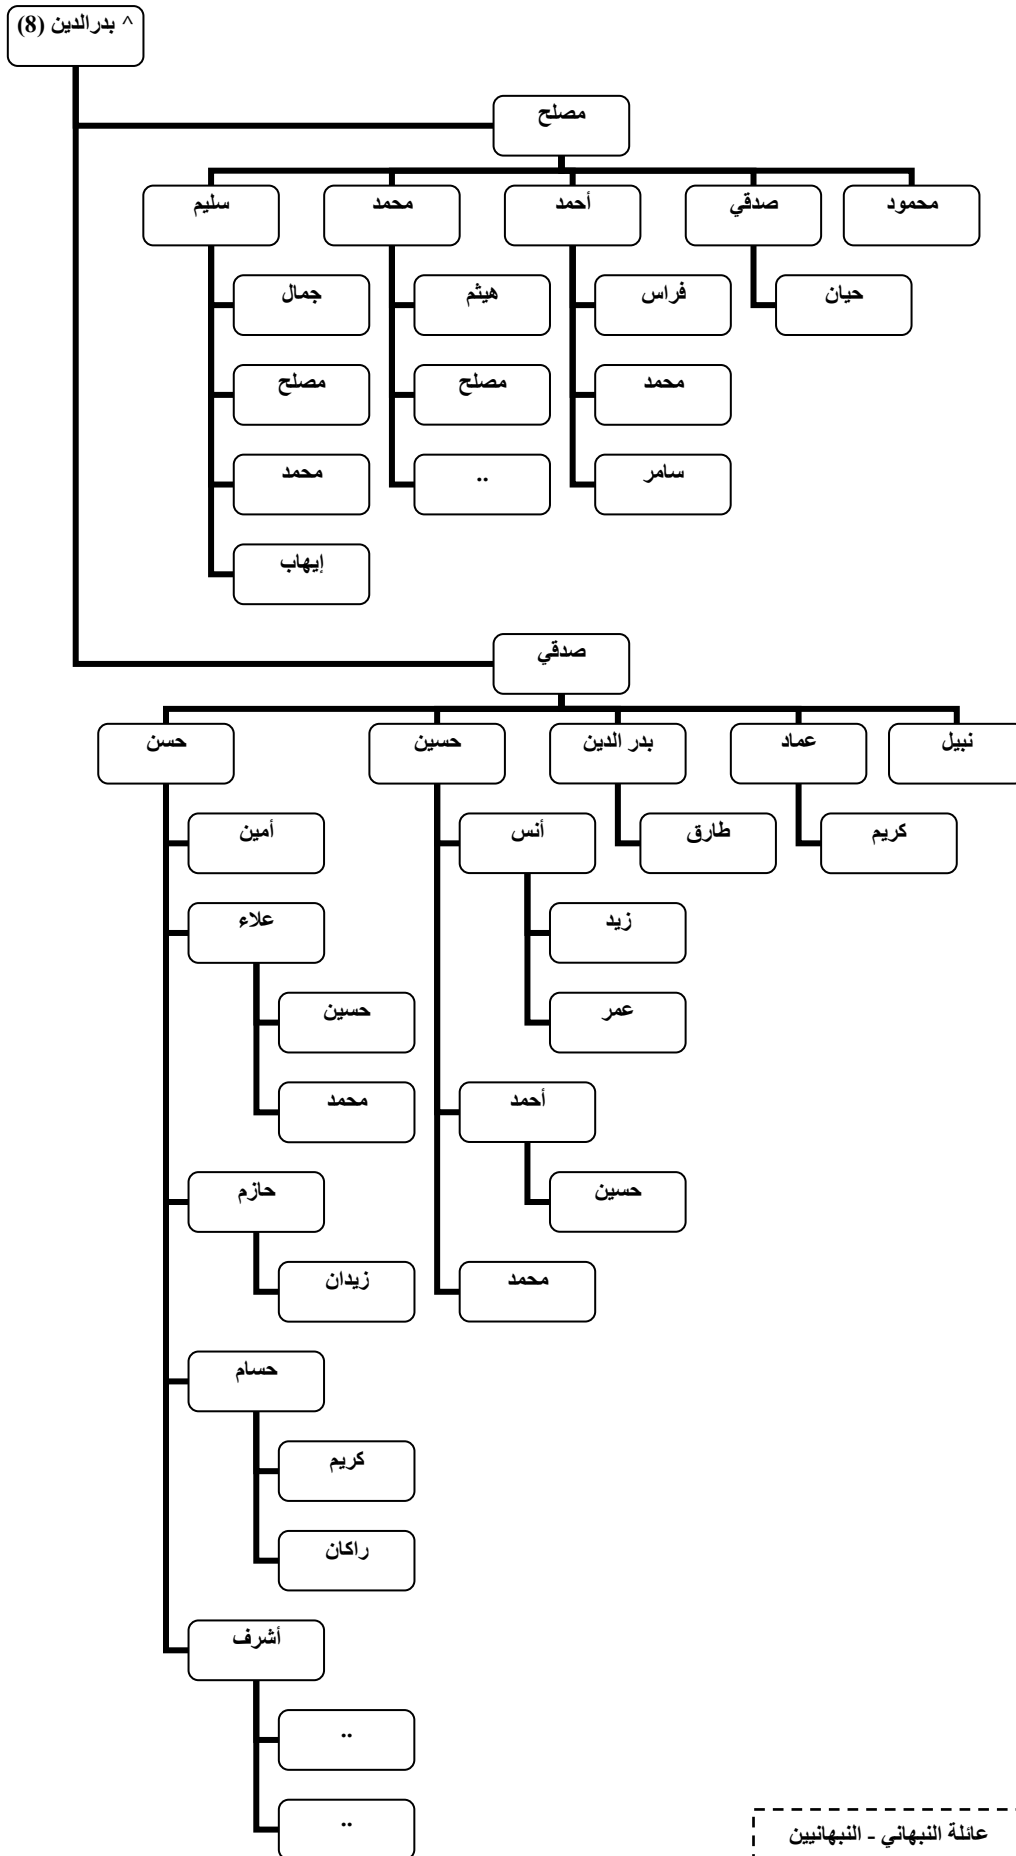 ^ بدرالدين (8)
مصلح
محمود
صدقي
أحمد
محمد
سليم
حيان
فراس
هيثم
جمال
محمد
مصلح
مصلح
سامر
..
محمد
إيهاب
صدقي
نبيل
عماد
بدر الدين
حسين
حسن
كريم
طارق
أنس
أمين
زيد
علاء
عمر
حسين
أحمد
محمد
حسين
حازم
محمد
زيدان
حسام
كريم
راكان
أشرف
..
..
عائلة النبهاني - النبهانيين